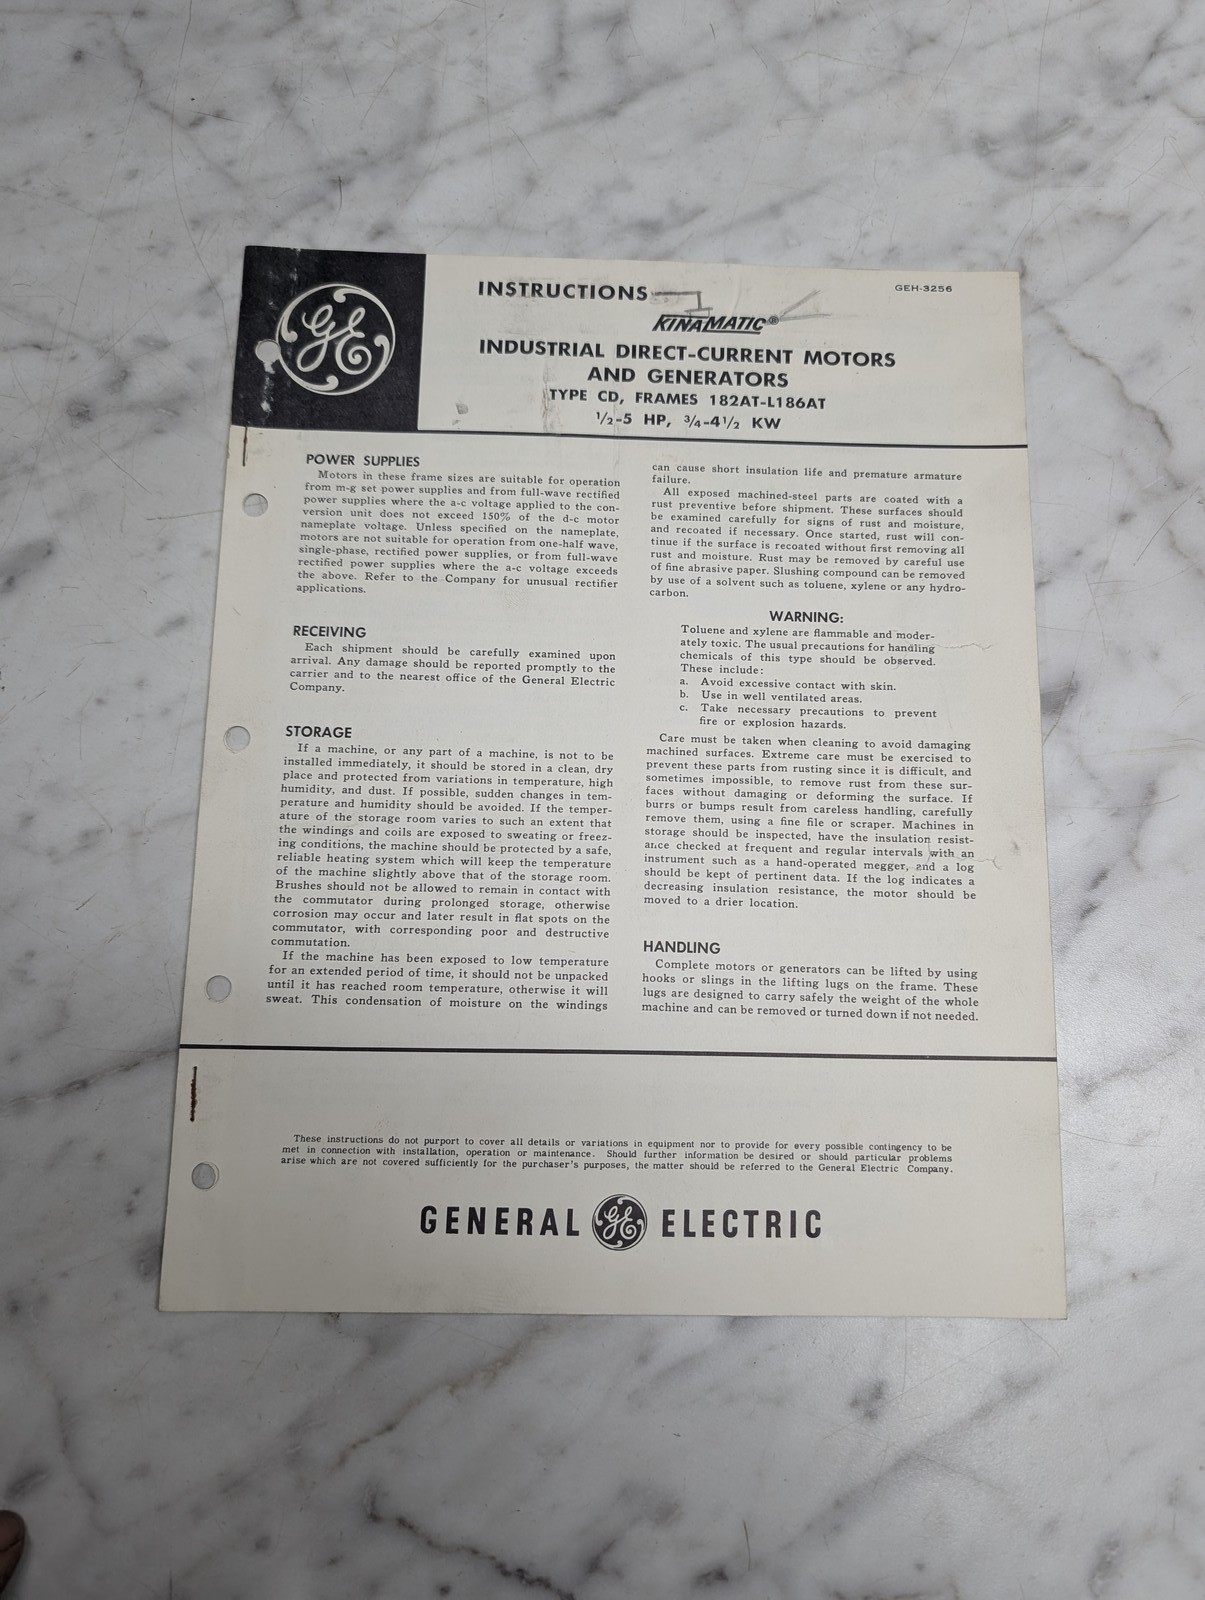 GE
INSTRUCTIONS
GEH-3256
KINAMATIC®
INDUSTRIAL DIRECT-CURRENT MOTORS
AND GENERATORS
TYPE CD, FRAMES 182AT-L186AT
½-5 HP, ¾-4½ KW
POWER SUPPLIES
Motors in these frame sizes are suitable for operation
from m-g set power supplies and from full-wave rectified
power supplies where the a-c voltage applied to the con-
version unit does not exceed 150% of the d-c motor
nameplate voltage. Unless specified on the nameplate,
motors are not suitable for operation from one-half wave,
single-phase, rectified power supplies, or from full-wave
rectified power supplies where the a-c voltage exceeds
the above. Refer to the Company for unusual rectifier
applications.
RECEIVING
Each shipment should be carefully examined upon
arrival. Any damage should be reported promptly to the
carrier and to the nearest office of the General Electric
Company.
STORAGE
If a machine, or any part of a machine, is not to be
installed immediately, it should be stored in a clean, dry
place and protected from variations in temperature, high
humidity, and dust. If possible, sudden changes in tem-
perature and humidity should be avoided. If the temper-
ature of the storage room varies to such an extent that
the windings and coils are exposed to sweating or freez-
ing conditions, the machine should be protected by a safe,
reliable heating system which will keep the temperature
of the machine slightly above that of the storage room.
Brushes should not be allowed to remain in contact with
the commutator during prolonged storage, otherwise
corrosion may occur and later result in flat spots on the
commutator, with corresponding poor and destructive
commutation.
If the machine has been exposed to low temperature
for an extended period of time, it should not be unpacked
until it has reached room temperature, otherwise it will
sweat. This condensation of moisture on the windings
can cause short insulation life and premature armature
failure.
All exposed machined-steel parts are coated with a
rust preventive before shipment. These surfaces should
be examined carefully for signs of rust and moisture,
and recoated if necessary. Once started, rust will con-
tinue if the surface is recoated without first removing all
rust and moisture. Rust may be removed by careful use
of fine abrasive paper. Slushing compound can be removed
by use of a solvent such as toluene, xylene or any hydro-
carbon.
WARNING:
Toluene and xylene are flammable and moder-
ately toxic. The usual precautions for handling
chemicals of this type should be observed.
These include:
a. Avoid excessive contact with skin.
b. Use in well ventilated areas.
c. Take necessary precautions to prevent
fire or explosion hazards.
Care must be taken when cleaning to avoid damaging
machined surfaces. Extreme care must be exercised to
prevent these parts from rusting since it is difficult, and
sometimes impossible, to remove rust from these sur-
faces without damaging or deforming the surface. If
burrs or bumps result from careless handling, carefully
remove them, using a fine file or scraper. Machines in
storage should be inspected, have the insulation resist-
ance checked at frequent and regular intervals with an
instrument such as a hand-operated megger, and a log
should be kept of pertinent data. If the log indicates a
decreasing insulation resistance, the motor should be
moved to a drier location.
HANDLING
Complete motors or generators can be lifted by using
hooks or slings in the lifting lugs on the frame. These
lugs are designed to carry safely the weight of the whole
machine and can be removed or turned down if not needed.
These instructions do not purport to cover all details or variations in equipment nor to provide for every possible contingency to be
met in connection with installation, operation or maintenance. Should further information be desired or should particular problems
arise which are not covered sufficiently for the purchaser's purposes, the matter should be referred to the General Electric Company.
GENERAL GE ELECTRIC